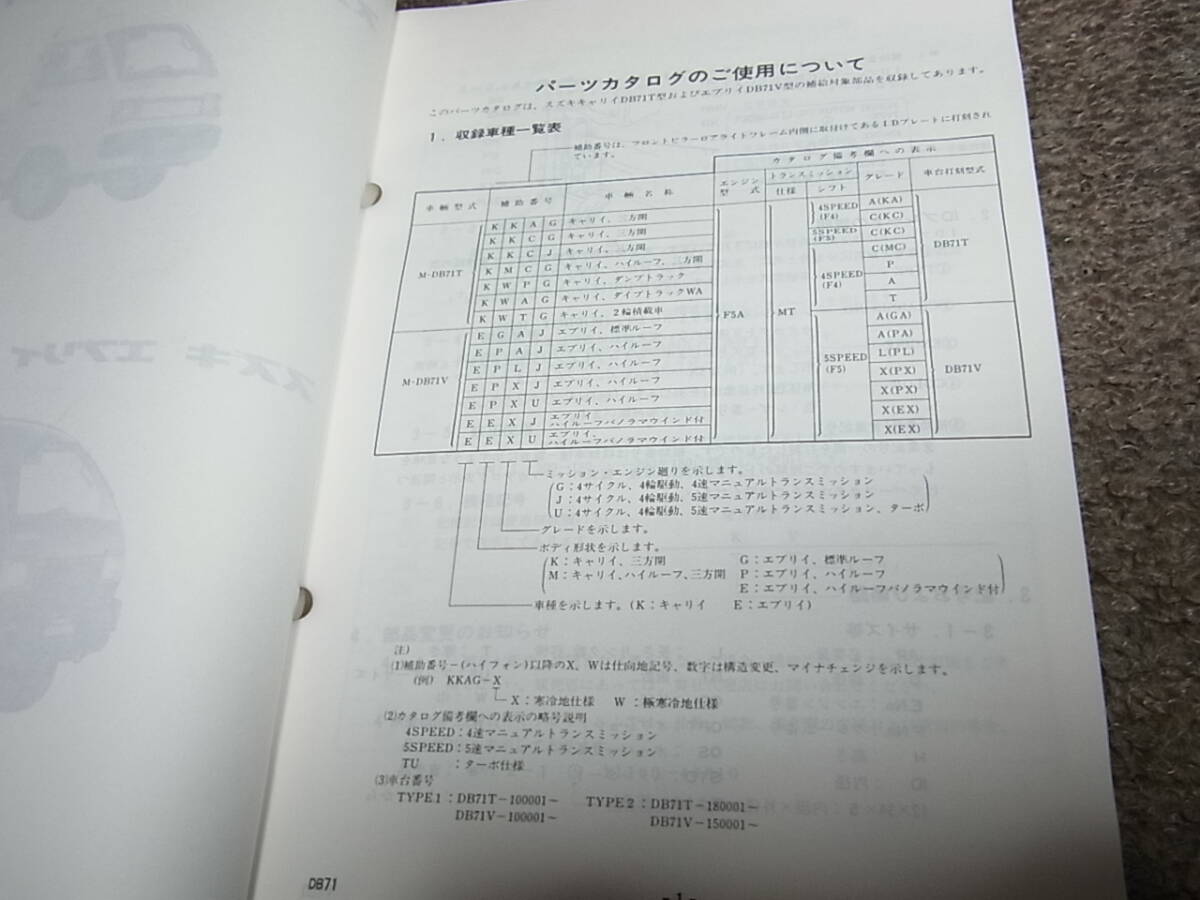 パーツカタログのご使用について
このパーツカタログは、スズキキャリイDB71T型およびエブリイDB71V型の補給対象部品を収録してあります。
1．収録車種一覧表
補助番号は、フロントピラーロアライトフレーム内側に取付けてあるI.Dプレートに打刻され
ています。
カタログ備考欄への表示
車輌型式 補助番号 車輌名称 エンジン型式 トランスミッション 仕様 シフト グレード 車台打刻型式
M-DB71T K K A G キャリイ、三方開 F5A MT 4SPEED (F4) A(KA) DB71T
K K C G キャリイ、三方開 C(KC)
K K C J キャリイ、三方開 5SPEED (F5) C(KC)
K M C G キャリイ、ハイルーフ、三方開 4SPEED (F4) C(MC)
K W P G キャリイ、ダンプトラック P
K W A G キャリイ、ダイプトラックWA A
K W T G キャリイ、2輪積載車 T
M-DB71V E G A J エブリイ、標準ルーフ 5SPEED (F5) A(GA) DB71V
E P A J エブリイ、ハイルーフ A(PA)
E P L J エブリイ、ハイルーフ L(PL)
E P X J エブリイ、ハイルーフ X(PX)
E P X U エブリイ、ハイルーフ X(PX)
E E X J エブリイ、ハイルーフパノラマウインド付 X(EX)
E E X U エブリイ、ハイルーフパノラマウインド付 X(EX)
ミッション・エンジン廻りを示します。
G：4サイクル、4輪駆動、4速マニュアルトランスミッション
J：4サイクル、4輪駆動、5速マニュアルトランスミッション
U：4サイクル、4輪駆動、5速マニュアルトランスミッション、ターボ
グレードを示します。
ボディ形状を示します。
K：キャリイ、三方開 G：エブリイ、標準ルーフ
M：キャリイ、ハイルーフ、三方開 P：エブリイ、ハイルーフ
E：エブリイ、ハイルーフパノラマウインド付
車種を示します。(K：キャリイ E：エブリイ)
注)
(1)補助番号－(ハイフォン)以降のX、Wは仕向地記号、数字は構造変更、マイナチェンジを示します。
(例) KKAG－X
X：寒冷地仕様 W：極寒冷地仕様
(2)カタログ備考欄への表示の略号説明
4SPEED：4速マニュアルトランスミッション
5SPEED：5速マニュアルトランスミッション
TU ：ターボ仕様
(3)車台番号
TYPE1：DB71T－100001～ TYPE2：DB71T－180001～
DB71V－100001～ DB71V－150001～
DB71
- 1 -